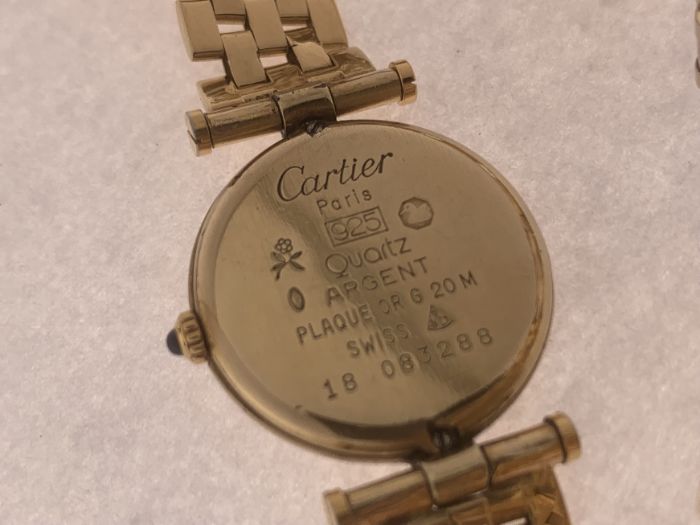 Cartier
Paris
925
Quartz
ARGENT
PLAQUE OR G 20 M
SWISS
18 083288